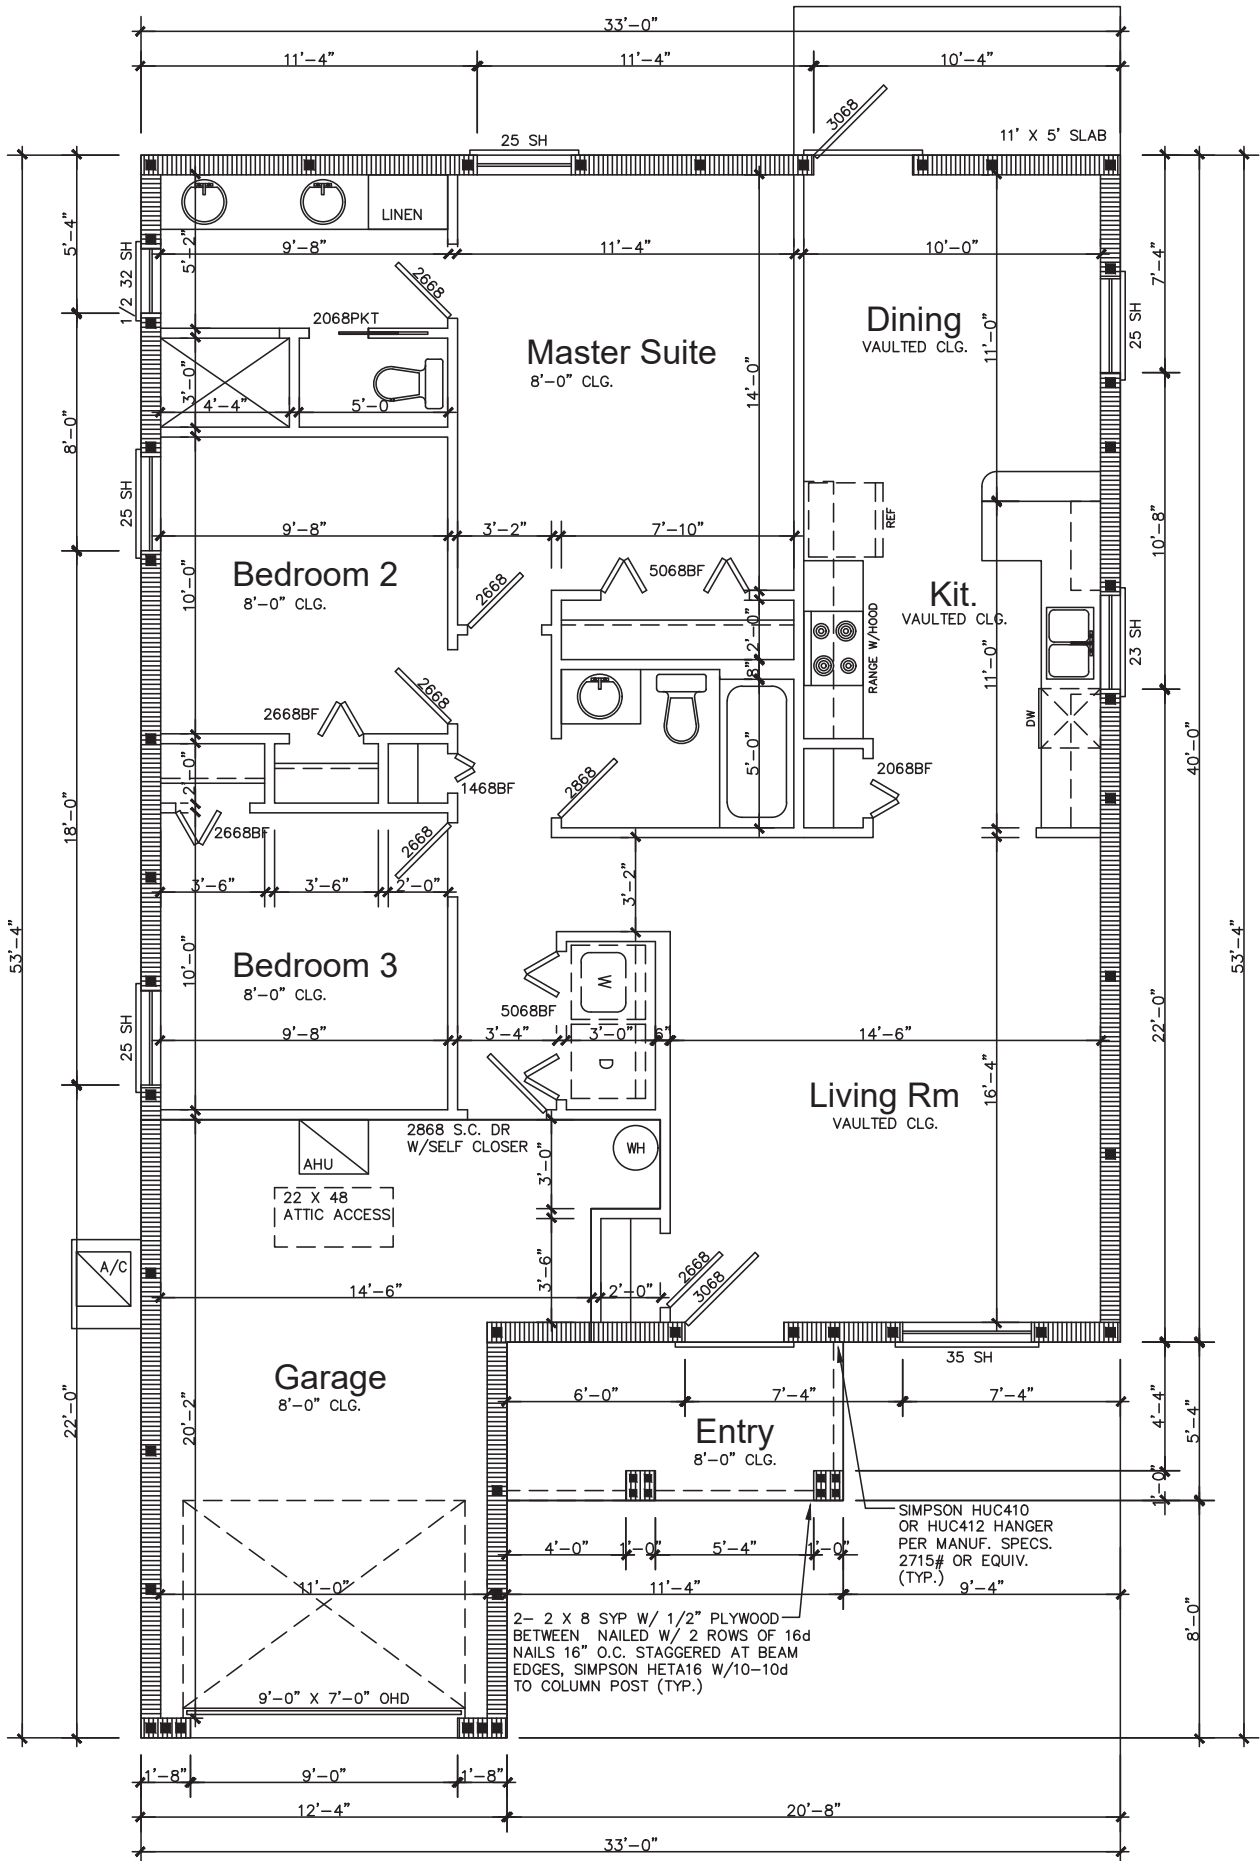 33'-0"
11'-4" 11'-4" 10'-4"
3068
25 SH
11' X 5' SLAB
LINEN
5'-4"
5'-2"
9'-8" 11'-4" 10'-0"
7'-4"
1/2 32 SH
2668
2068PKT
Dining
VAULTED CLG.
11'-0"
25 SH
Master Suite
8'-0" CLG.
14'-0"
3'-0"
4'-4" 5'-0
8'-0"
25 SH
REF
9'-8" 3'-2" 7'-10"
10'-8"
Bedroom 2
8'-0" CLG.
10'-0"
2668
5068BF
Kit.
VAULTED CLG.
RANGE W/HOOD
2'-0"
8"
11'-0"
23 SH
2668
2668BF
DW
5'-0"
40'-0"
2'-0"
1468BF
2868
2068BF
18'-0"
2668BF
2668
3'-6" 3'-6" 2'-0"
3'-2"
53'-4"
53'-4"
Bedroom 3
8'-0" CLG.
10'-0"
W
5068BF
25 SH
9'-8" 3'-4" 3'-0" 6" 14'-6"
22'-0"
D
Living Rm
VAULTED CLG.
16'-4"
2868 S.C. DR
W/SELF CLOSER
AHU
WH
3'-0"
22 X 48
ATTIC ACCESS
A/C
3'-6"
2668
3068
14'-6" 2'-0"
35 SH
Garage
8'-0" CLG.
22'-0"
20'-2"
6'-0" 7'-4" 7'-4"
4'-4"
5'-4"
Entry
8'-0" CLG.
1'-0"
SIMPSON HUC410
OR HUC412 HANGER
PER MANUF. SPECS.
2715# OR EQUIV.
(TYP.)
4'-0" 1'-0" 5'-4" 1'-0"
11'-0" 11'-4" 9'-4"
8'-0"
2- 2 X 8 SYP W/ 1/2" PLYWOOD
BETWEEN NAILED W/ 2 ROWS OF 16d
NAILS 16" O.C. STAGGERED AT BEAM
EDGES, SIMPSON HETA16 W/10-10d
TO COLUMN POST (TYP.)
9'-0" X 7'-0" OHD
1'-8" 9'-0" 1'-8"
12'-4" 20'-8"
33'-0"